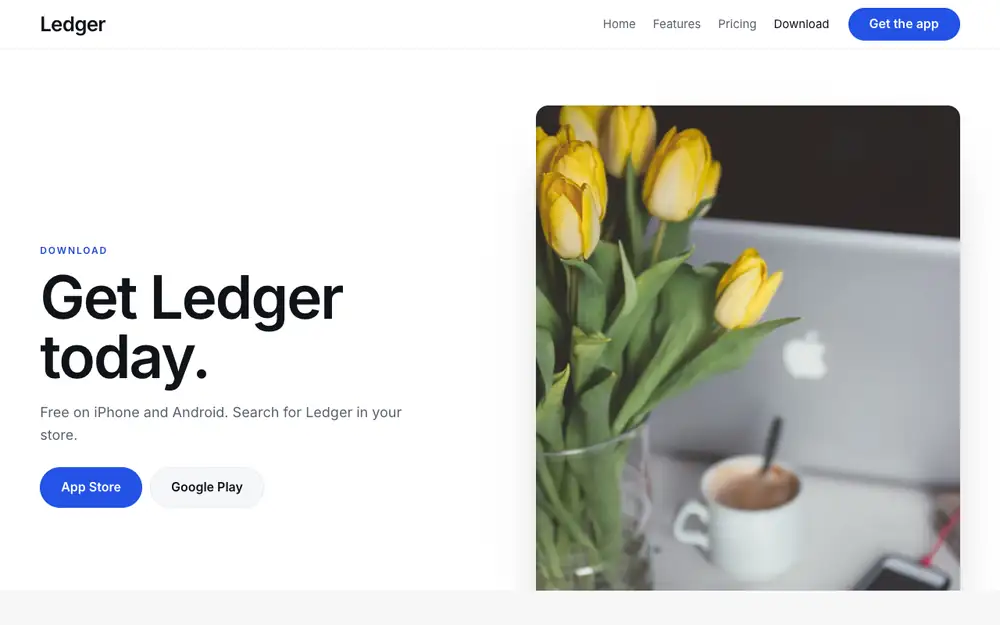 Ledger
Home Features Pricing Download Get the app
DOWNLOAD
Get Ledger
today.
Free on iPhone and Android. Search for Ledger in your
store.
App Store Google Play